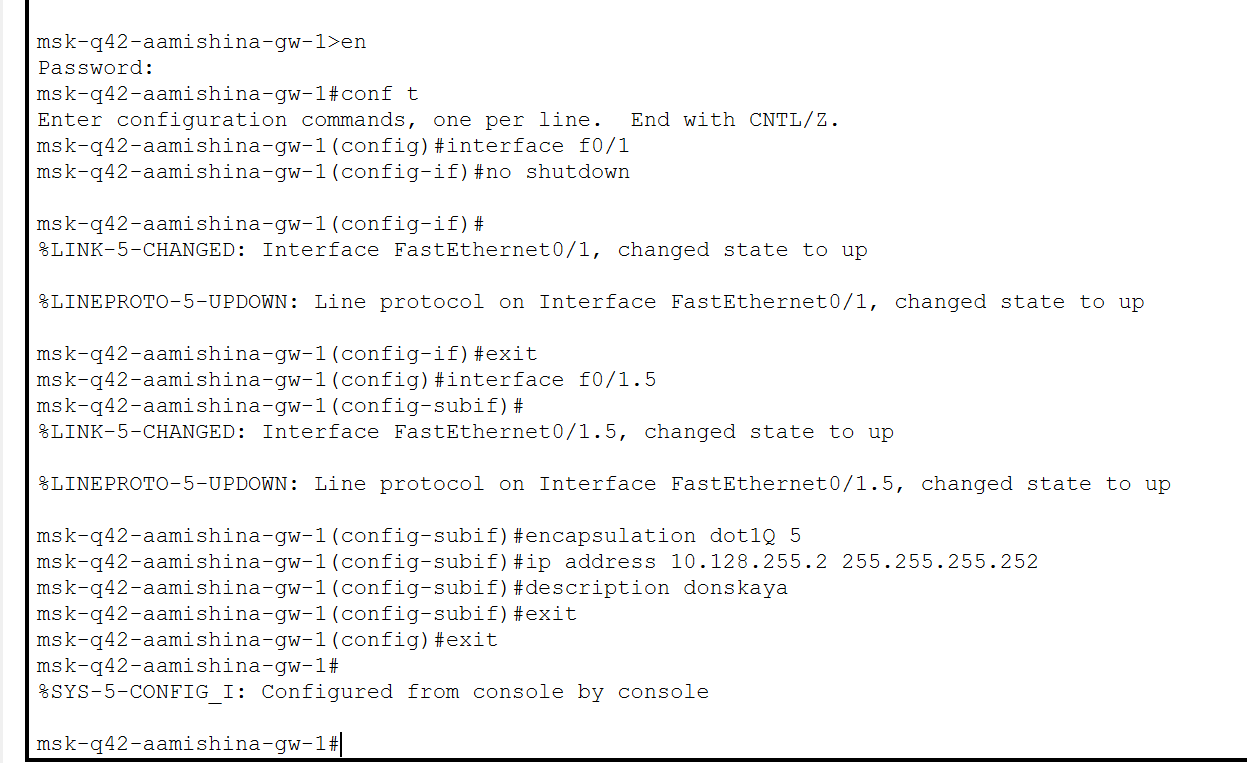 msk-q42-aamishina-gw-1>en
Password:
msk-q42-aamishina-gw-1#conf t
Enter configuration commands, one per line.  End with CNTL/Z.
msk-q42-aamishina-gw-1(config)#interface f0/1
msk-q42-aamishina-gw-1(config-if)#no shutdown
msk-q42-aamishina-gw-1(config-if)#
%LINK-5-CHANGED: Interface FastEthernet0/1, changed state to up
%LINEPROTO-5-UPDOWN: Line protocol on Interface FastEthernet0/1, changed state to up
msk-q42-aamishina-gw-1(config-if)#exit
msk-q42-aamishina-gw-1(config)#interface f0/1.5
msk-q42-aamishina-gw-1(config-subif)#
%LINK-5-CHANGED: Interface FastEthernet0/1.5, changed state to up
%LINEPROTO-5-UPDOWN: Line protocol on Interface FastEthernet0/1.5, changed state to up
msk-q42-aamishina-gw-1(config-subif)#encapsulation dot1Q 5
msk-q42-aamishina-gw-1(config-subif)#ip address 10.128.255.2 255.255.255.252
msk-q42-aamishina-gw-1(config-subif)#description donskaya
msk-q42-aamishina-gw-1(config-subif)#exit
msk-q42-aamishina-gw-1(config)#exit
msk-q42-aamishina-gw-1#
%SYS-5-CONFIG_I: Configured from console by console
msk-q42-aamishina-gw-1#